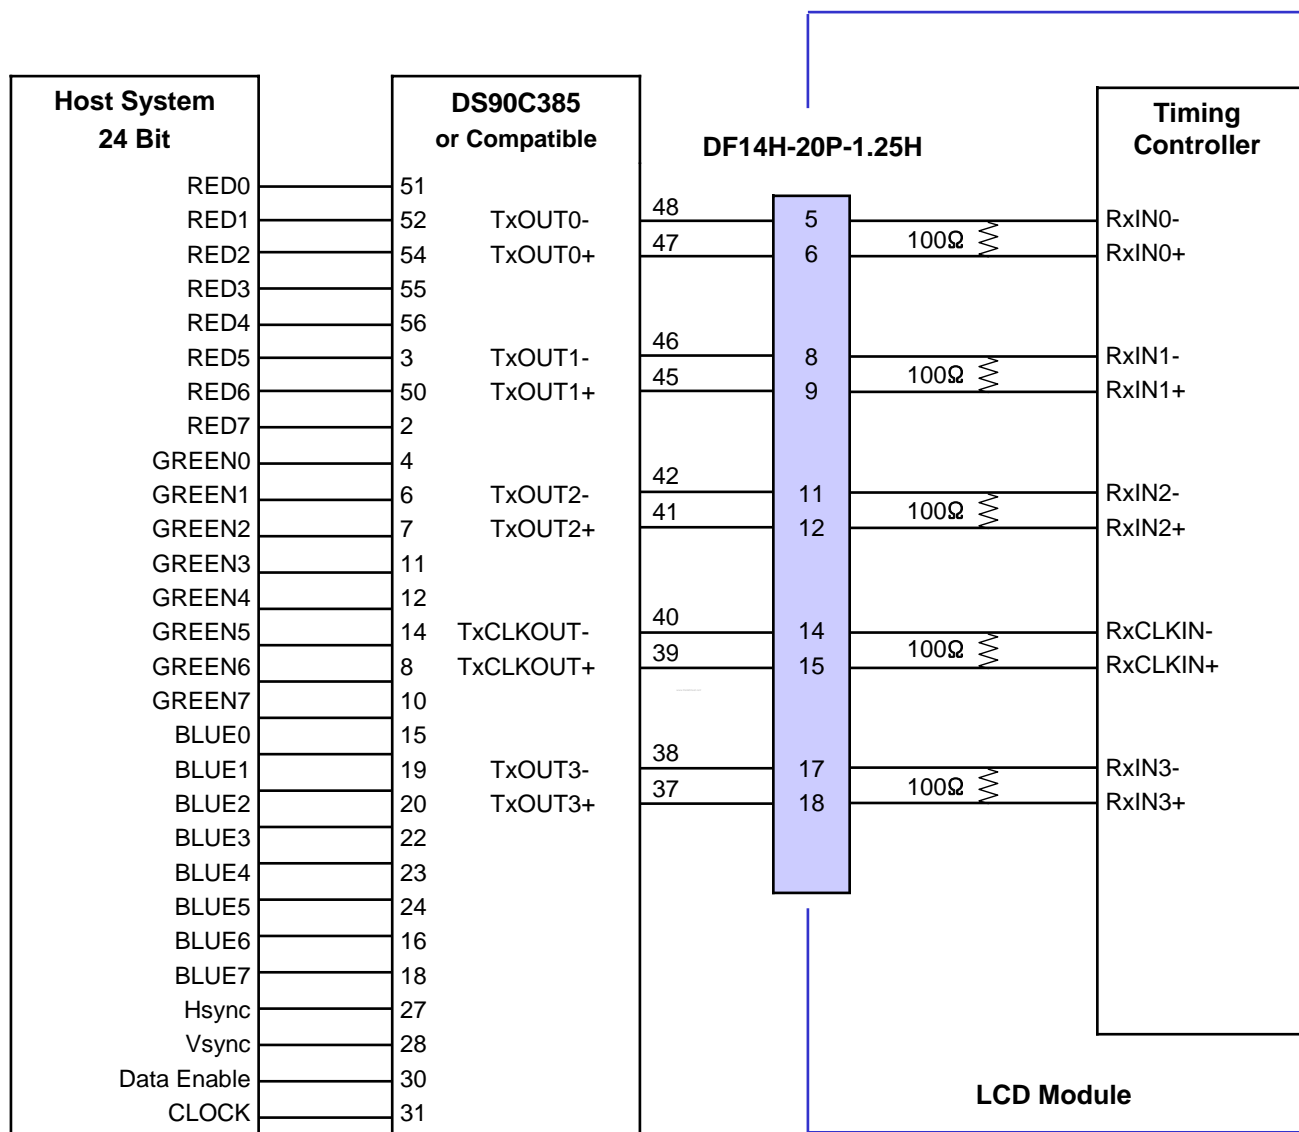 Host System
24 Bit
DS90C385
or Compatible
DF14H-20P-1.25H
Timing
Controller
RED0 51
RED1 52 TxOUT0- 48 5 RxIN0-
100Ω
RED2 54 TxOUT0+ 47 6 RxIN0+
RED3 55
RED4 56
RED5 3 TxOUT1- 46 8 RxIN1-
100Ω
RED6 50 TxOUT1+ 45 9 RxIN1+
RED7 2
GREEN0 4
GREEN1 6 TxOUT2- 42 11 RxIN2-
100Ω
GREEN2 7 TxOUT2+ 41 12 RxIN2+
GREEN3 11
GREEN4 12
GREEN5 14 TxCLKOUT- 40 14 RxCLKIN-
100Ω
GREEN6 8 TxCLKOUT+ 39 15 RxCLKIN+
GREEN7 10
BLUE0 15
BLUE1 19 TxOUT3- 38 17 RxIN3-
100Ω
BLUE2 20 TxOUT3+ 37 18 RxIN3+
BLUE3 22
BLUE4 23
BLUE5 24
BLUE6 16
BLUE7 18
Hsync 27
Vsync 28
Data Enable 30
CLOCK 31
LCD Module